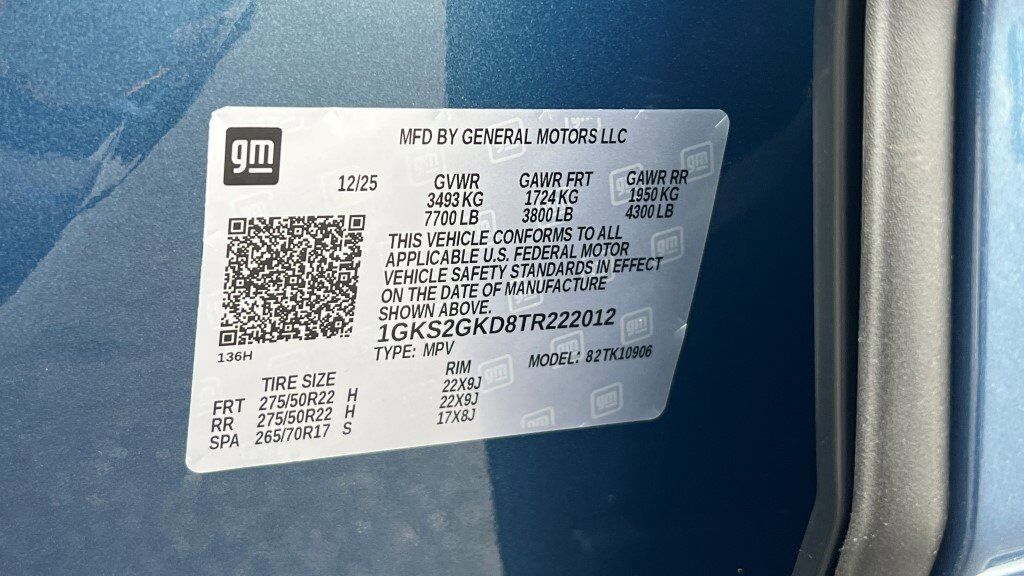 gm
MFD BY GENERAL MOTORS LLC
12/25 GVWR GAWR FRT GAWR RR
3493 KG 1724 KG 1950 KG
7700 LB 3800 LB 4300 LB
THIS VEHICLE CONFORMS TO ALL
APPLICABLE U.S. FEDERAL MOTOR
VEHICLE SAFETY STANDARDS IN EFFECT
ON THE DATE OF MANUFACTURE
SHOWN ABOVE.
1GKS2GKD8TR222012
136H
TYPE: MPV MODEL: 82TK10906
TIRE SIZE RIM
FRT 275/50R22 H 22X9J
RR 275/50R22 H 22X9J
SPA 265/70R17 S 17X8J